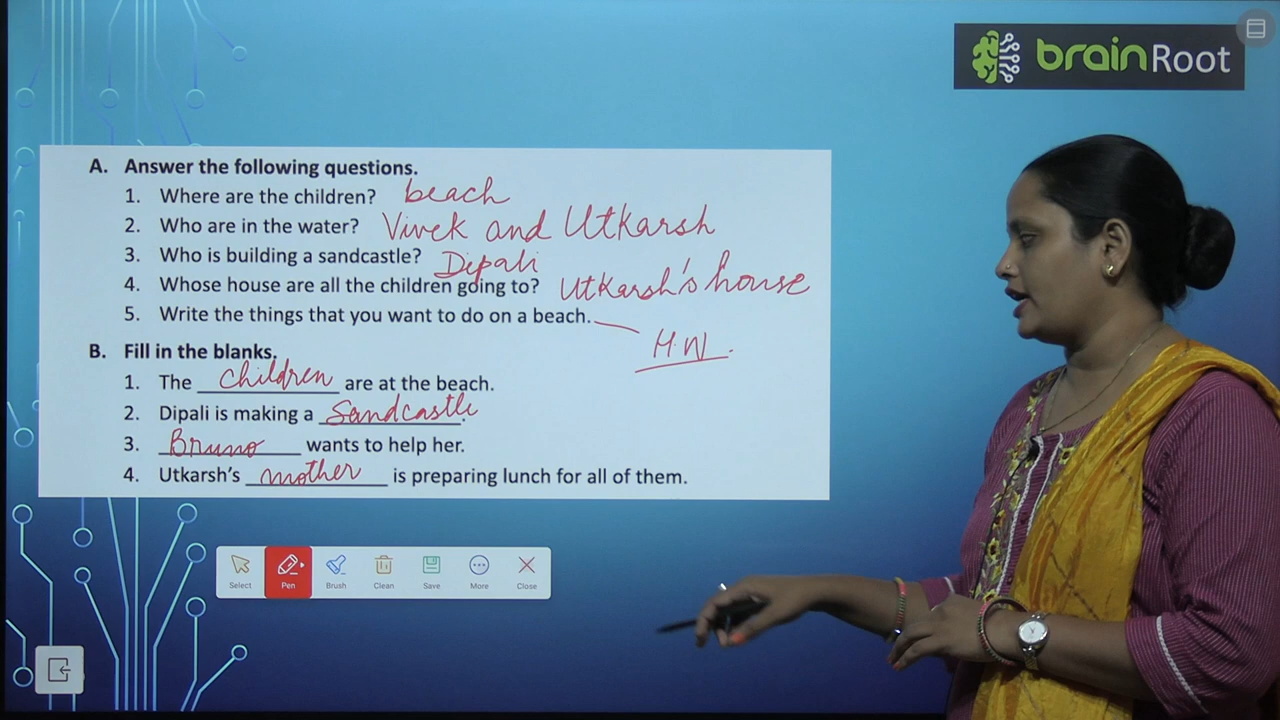 brainRoot
A. Answer the following questions.
1. Where are the children? beach
2. Who are in the water? Vivek and Utkarsh
3. Who is building a sandcastle? Dipali
4. Whose house are all the children going to? Utkarsh's house
5. Write the things that you want to do on a beach.
H.W.
B. Fill in the blanks.
1. The children are at the beach.
2. Dipali is making a Sandcastle.
3. Bruno wants to help her.
4. Utkarsh's mother is preparing lunch for all of them.
Select Pen Brush Clean Save More Close